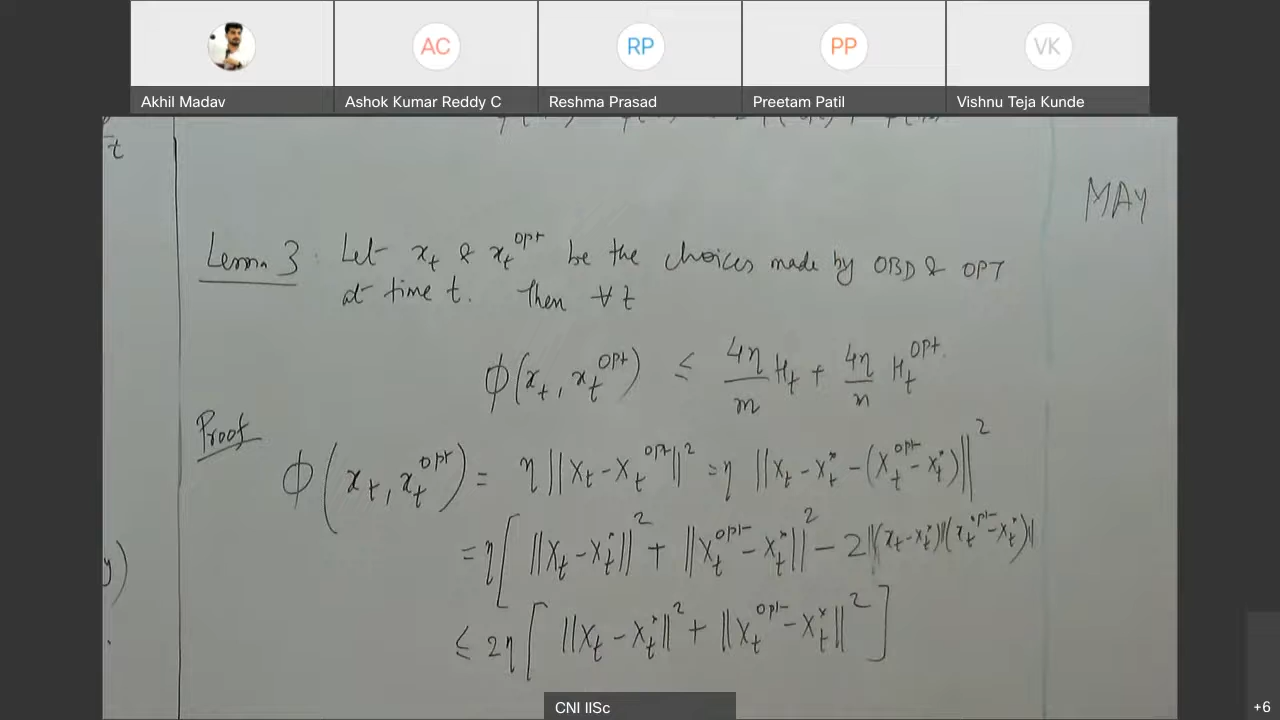 AC RP PP VK
Akhil Madav Ashok Kumar Reddy C Reshma Prasad Preetam Patil Vishnu Teja Kunde
t
MAY
Lemma 3 : Let x_t & x_t^{opt} be the choices made by OBD & OPT
at time t. Then ∀ t
ϕ(x_t, x_t^{opt}) ≤ \frac{4η}{m} H_t + \frac{4η}{m} H_t^{opt}.
Proof
ϕ(x_t, x_t^{opt}) = η ||x_t - x_t^{opt}||^2 = η ||x_t - x_t^* - (x_t^{opt} - x_t^*)||^2
= η [ ||x_t - x_t^*||^2 + ||x_t^{opt} - x_t^*||^2 - 2 ||(x_t - x_t^*)|| ||(x_t^{opt} - x_t^*)||
y)
≤ 2η [ ||x_t - x_t^*||^2 + ||x_t^{opt} - x_t^*||^2 ]
CNI IISc
+6